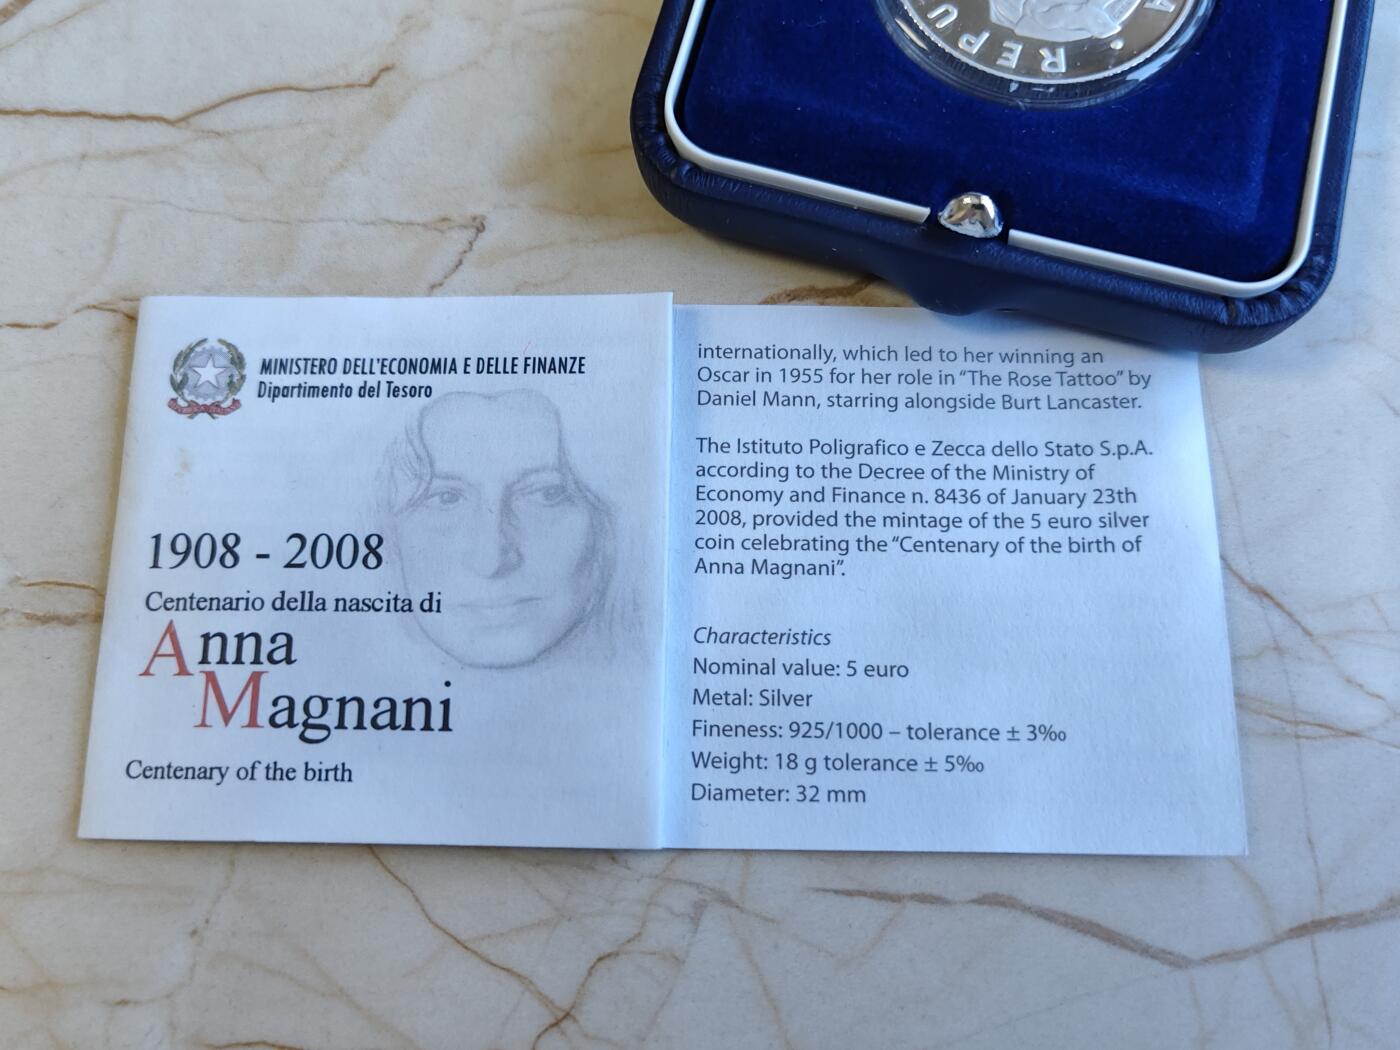 REPU
A
MINISTERO DELL'ECONOMIA E DELLE FINANZE
Dipartimento del Tesoro
1908 - 2008
Centenario della nascita di
Anna
Magnani
Centenary of the birth
internationally, which led to her winning an
Oscar in 1955 for her role in “The Rose Tattoo” by
Daniel Mann, starring alongside Burt Lancaster.
The Istituto Poligrafico e Zecca dello Stato S.p.A.
according to the Decree of the Ministry of
Economy and Finance n. 8436 of January 23th
2008, provided the mintage of the 5 euro silver
coin celebrating the “Centenary of the birth of
Anna Magnani”.
Characteristics
Nominal value: 5 euro
Metal: Silver
Fineness: 925/1000 – tolerance ± 3‰
Weight: 18 g tolerance ± 5‰
Diameter: 32 mm